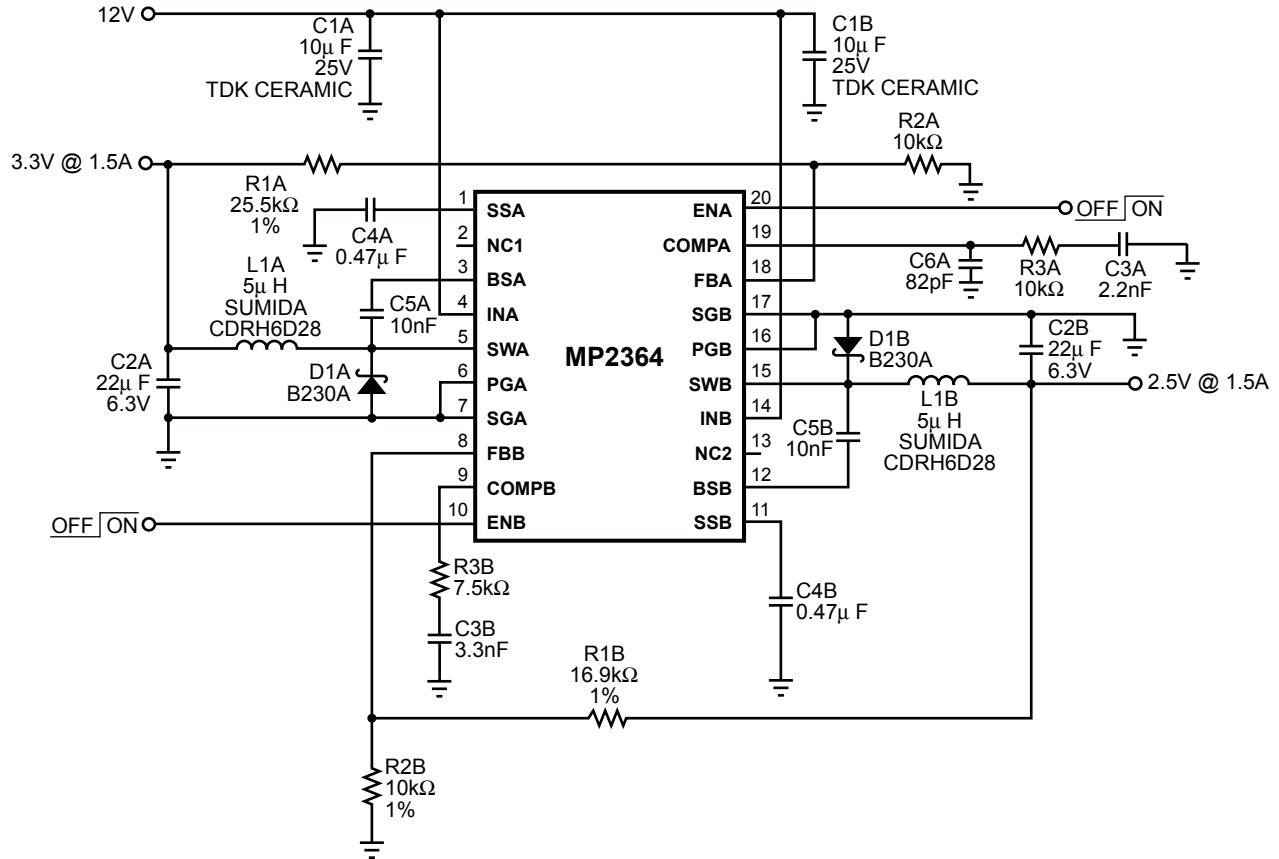 12V
C1A
10μ F
25V
TDK CERAMIC
C1B
10μ F
25V
TDK CERAMIC
3.3V @ 1.5A
R1A
25.5kΩ
1%
R2A
10kΩ
C4A
0.47μ F
L1A
5μ H
SUMIDA
CDRH6D28
C5A
10nF
C2A
22μ F
6.3V
D1A
B230A
1 SSA
2 NC1
3 BSA
4 INA
5 SWA
6 PGA
7 SGA
8 FBB
9 COMPB
10 ENB
MP2364
20 ENA
19 COMPA
18 FBA
17 SGB
16 PGB
15 SWB
14 INB
13 NC2
12 BSB
11 SSB
OFF ON
C6A
82pF
R3A
10kΩ
C3A
2.2nF
D1B
B230A
C2B
22μ F
6.3V
2.5V @ 1.5A
L1B
5μ H
SUMIDA
CDRH6D28
C5B
10nF
OFF ON
R3B
7.5kΩ
C3B
3.3nF
C4B
0.47μ F
R1B
16.9kΩ
1%
R2B
10kΩ
1%